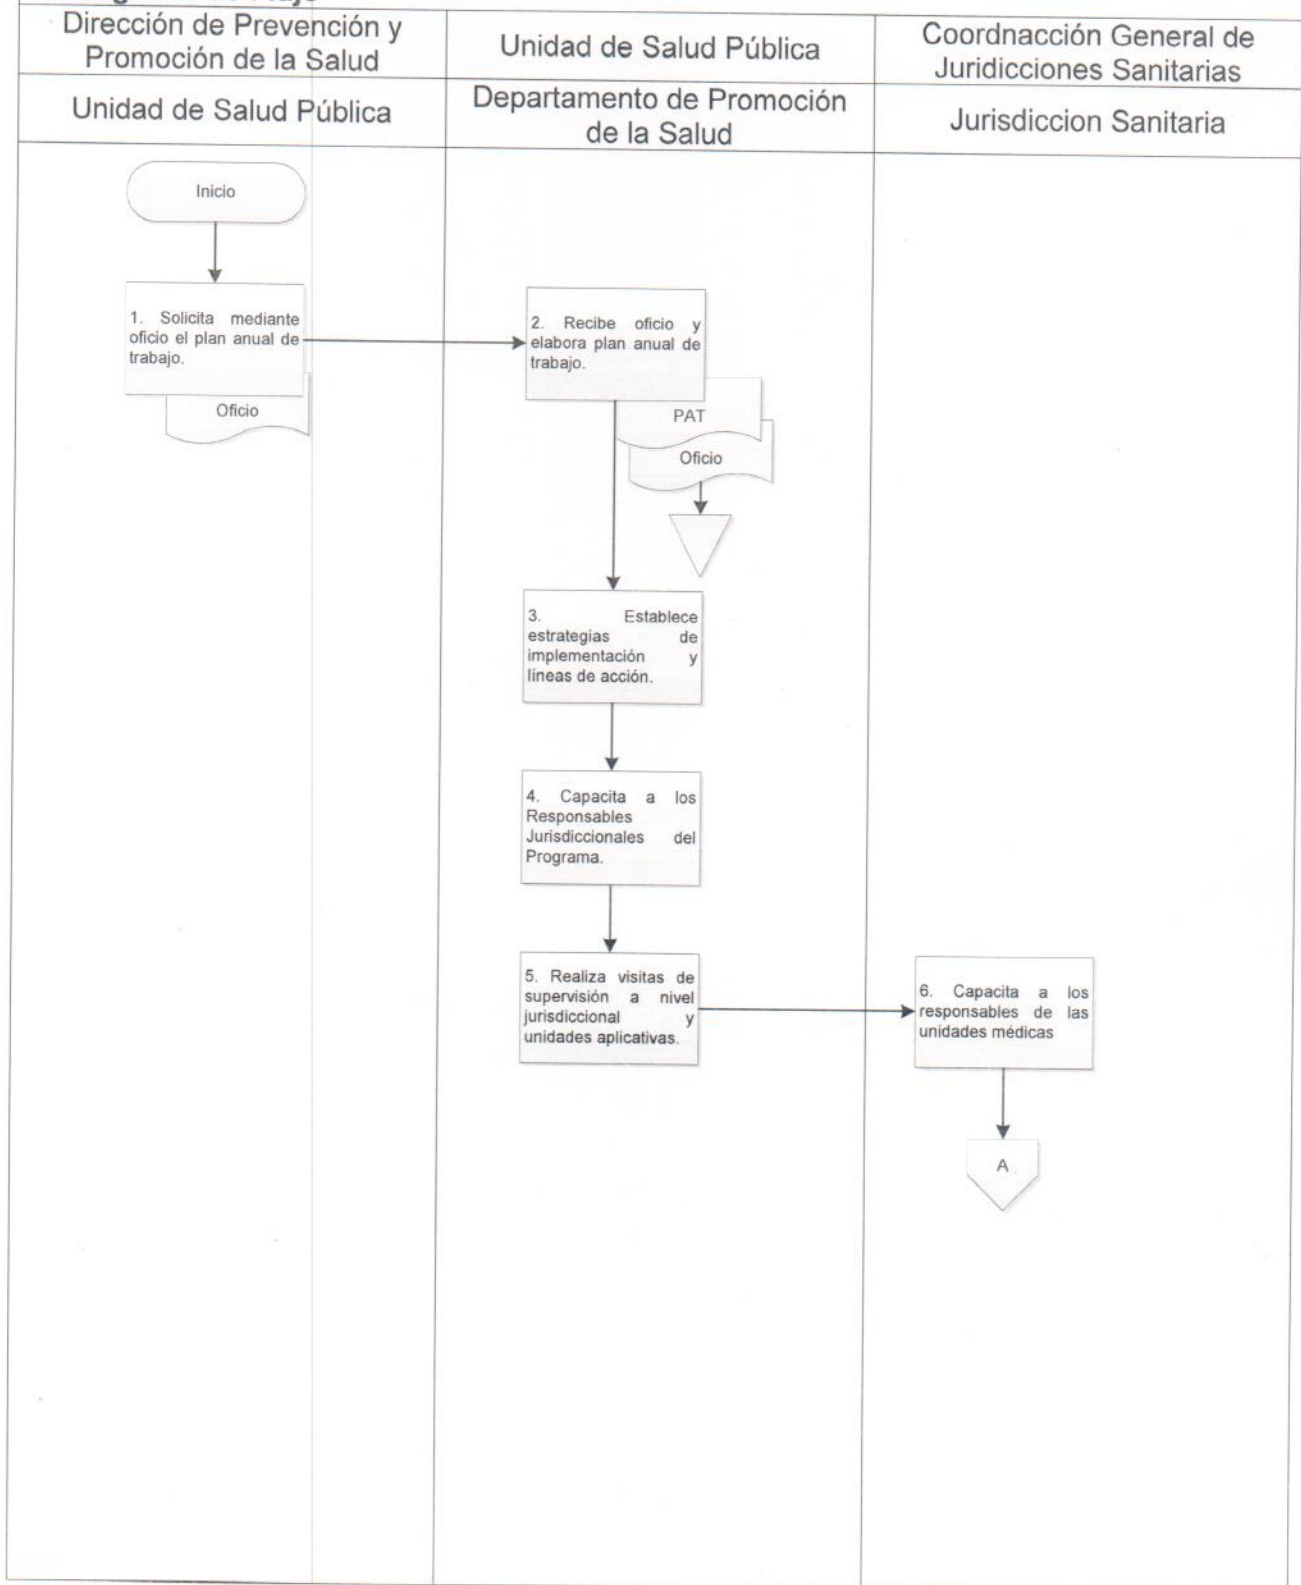 Dirección de Prevención y
Promoción de la Salud
Unidad de Salud Pública
Coordnacción General de
Juridicciones Sanitarias
Unidad de Salud Pública
Departamento de Promoción
de la Salud
Jurisdiccion Sanitaria
Inicio
1. Solicita mediante
oficio el plan anual de
trabajo.
Oficio
2. Recibe oficio y
elabora plan anual de
trabajo.
PAT
Oficio
3. Establece
estrategias de
implementación y
líneas de acción.
4. Capacita a los
Responsables
Jurisdiccionales del
Programa.
5. Realiza visitas de
supervisión a nivel
jurisdiccional y
unidades aplicativas.
6. Capacita a los
responsables de las
unidades médicas
A